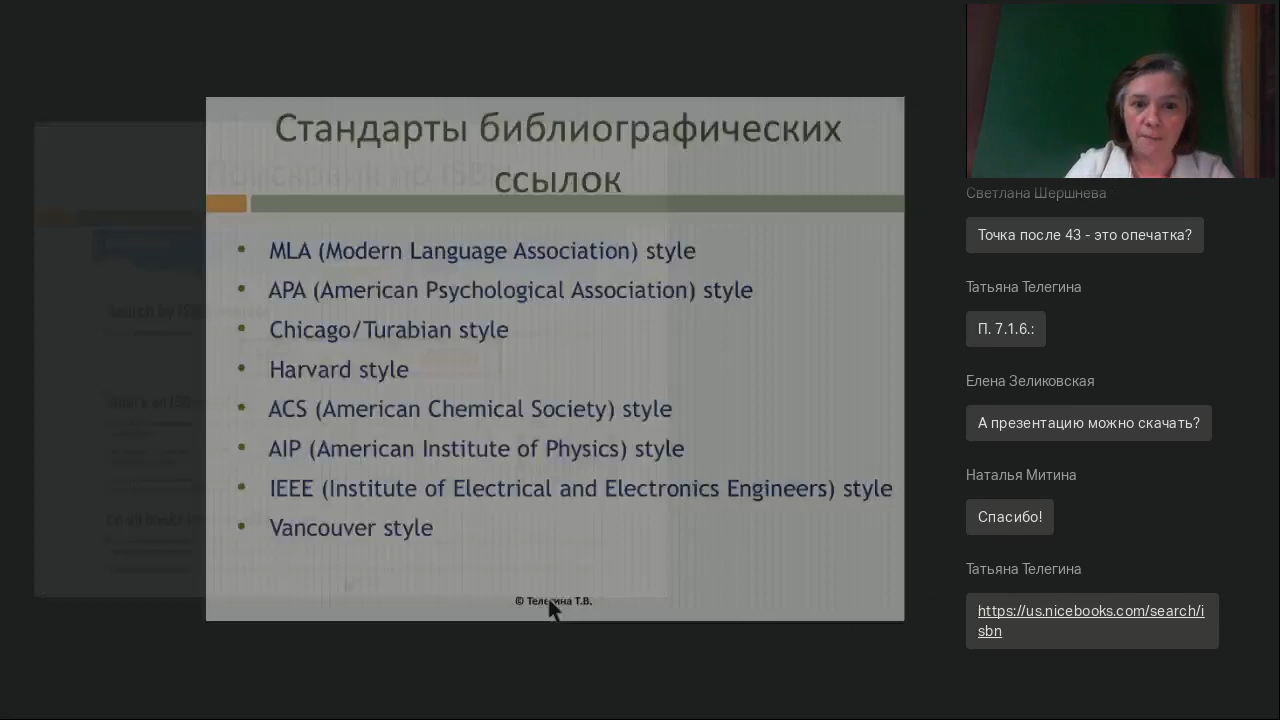 Стандарты библиографических
ссылок
• MLA (Modern Language Association) style
• APA (American Psychological Association) style
• Chicago/Turabian style
• Harvard style
• ACS (American Chemical Society) style
• AIP (American Institute of Physics) style
• IEEE (Institute of Electrical and Electronics Engineers) style
• Vancouver style
© Телегина Т.В.
Светлана Шершнева
Точка после 43 - это опечатка?
Татьяна Телегина
П. 7.1.6.:
Елена Зеликовская
А презентацию можно скачать?
Наталья Митина
Спасибо!
Татьяна Телегина
https://us.nicebooks.com/search/i
sbn